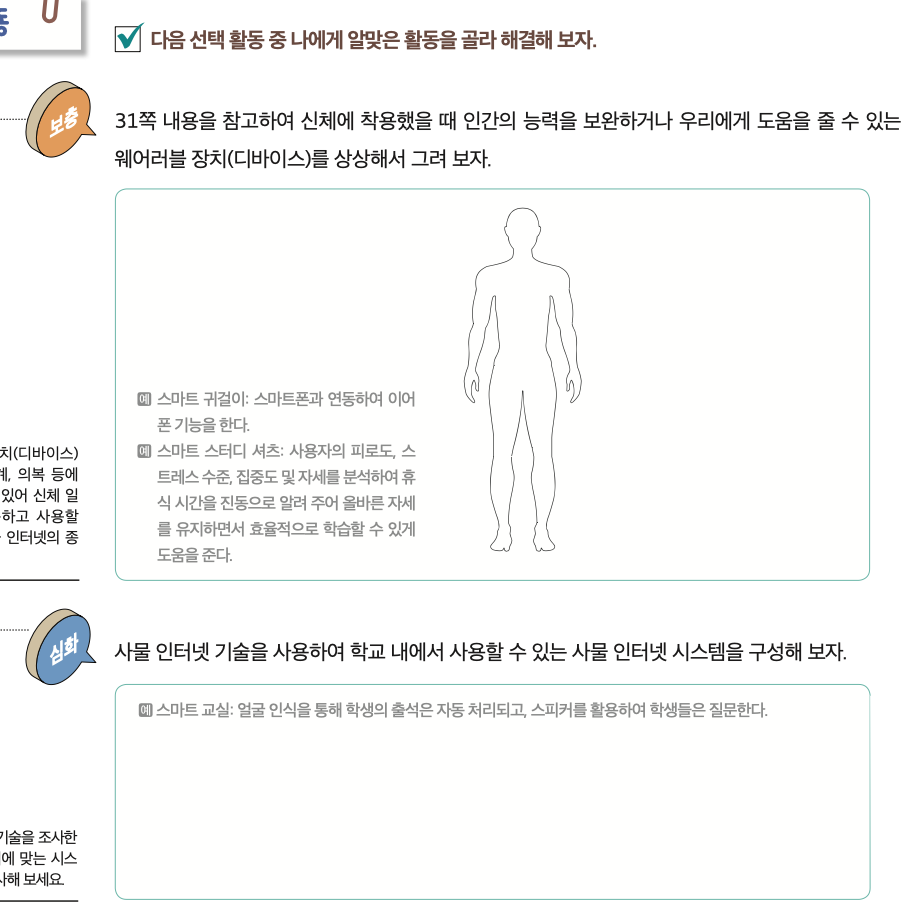 동
다음 선택 활동 중 나에게 알맞은 활동을 골라 해결해 보자.
보충
31쪽 내용을 참고하여 신체에 착용했을 때 인간의 능력을 보완하거나 우리에게 도움을 줄 수 있는
웨어러블 장치(디바이스)를 상상해서 그려 보자.
예 스마트 귀걸이: 스마트폰과 연동하여 이어
폰 기능을 한다.
예 스마트 스터디 셔츠: 사용자의 피로도, 스
트레스 수준, 집중도 및 자세를 분석하여 휴
식 시간을 진동으로 알려 주어 올바른 자세
를 유지하면서 효율적으로 학습할 수 있게
도움을 준다.
치(디바이스)
의복 등에
있어 신체 일
하고 사용할
인터넷의 종
심화
사물 인터넷 기술을 사용하여 학교 내에서 사용할 수 있는 사물 인터넷 시스템을 구성해 보자.
예 스마트 교실: 얼굴 인식을 통해 학생의 출석은 자동 처리되고, 스피커를 활용하여 학생들은 질문한다.
기술을 조사한
에 맞는 시스
해 보세요.